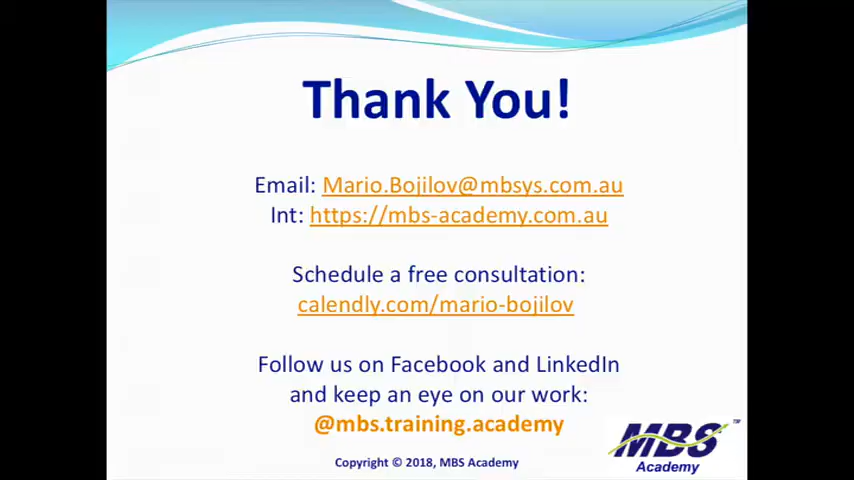 Thank You!
Email: Mario.Bojilov@mbsys.com.au
Int: https://mbs-academy.com.au
Schedule a free consultation:
calendly.com/mario-bojilov
Follow us on Facebook and LinkedIn
and keep an eye on our work:
@mbs.training.academy
MBS™
Academy
Copyright © 2018, MBS Academy